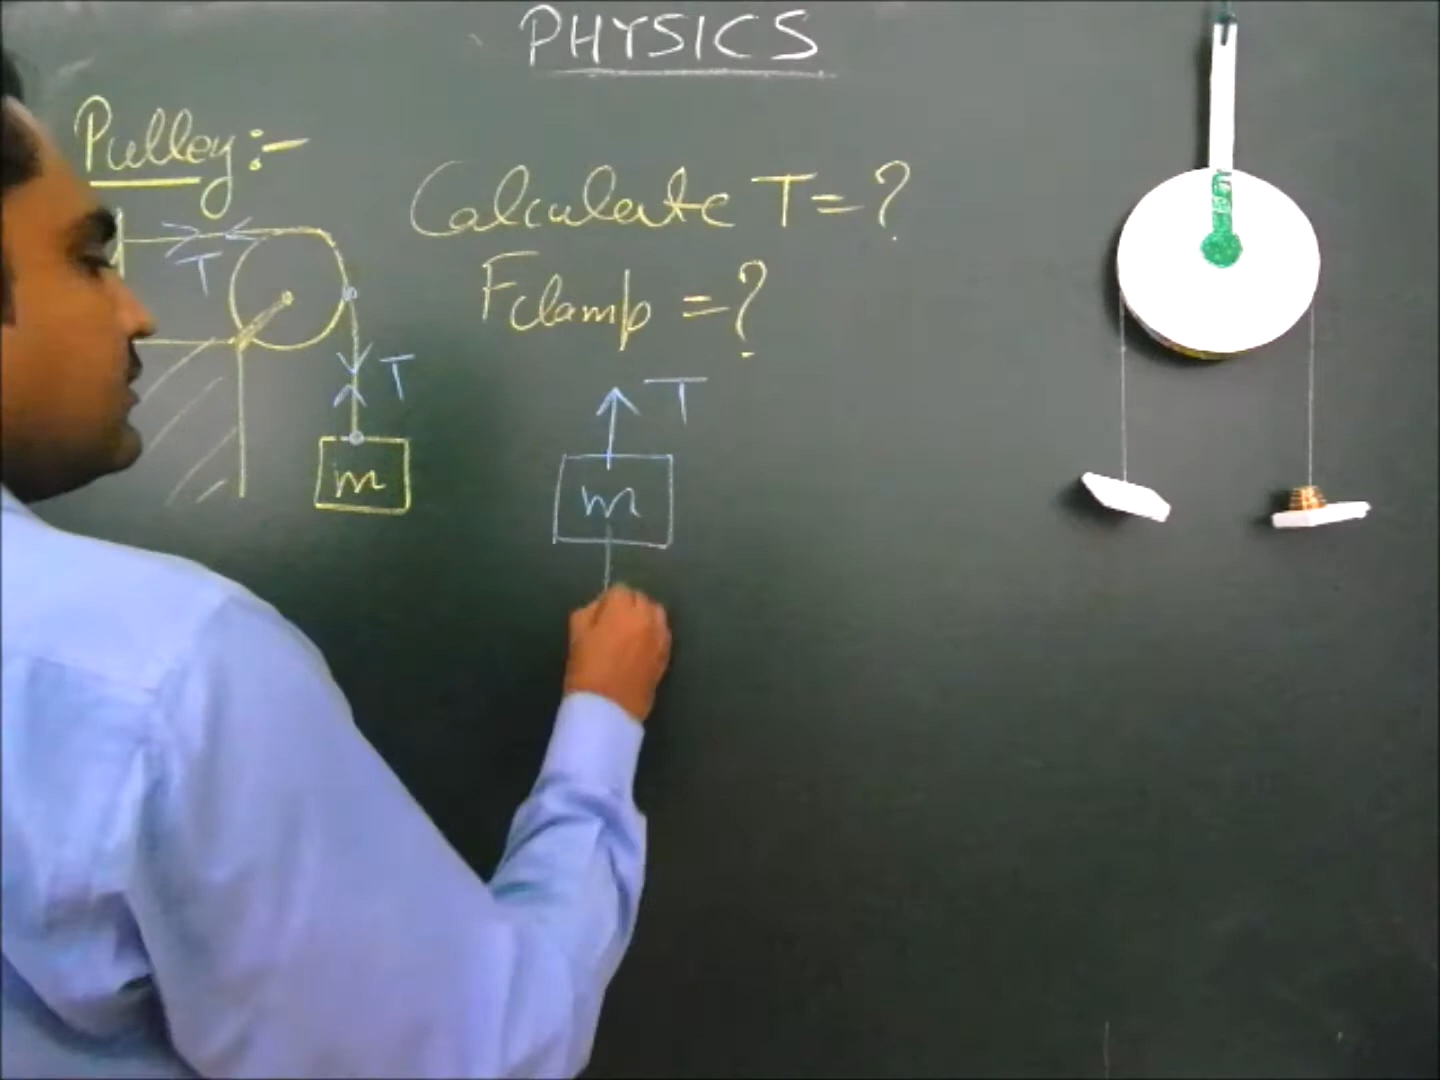 PHYSICS
Pulley:-
Calculate T=?
Fclamp =?
T
T
m
T
m